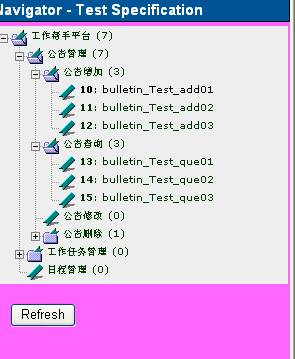 Navigator - Test Specification
工作帮手平台 (7)
公告管理 (7)
公告增加 (3)
10: bulletin_Test_add01
11: bulletin_Test_add02
12: bulletin_Test_add03
公告查询 (3)
13: bulletin_Test_que01
14: bulletin_Test_que02
15: bulletin_Test_que03
公告修改 (0)
公告删除 (1)
工作任务管理 (0)
日程管理 (0)
Refresh